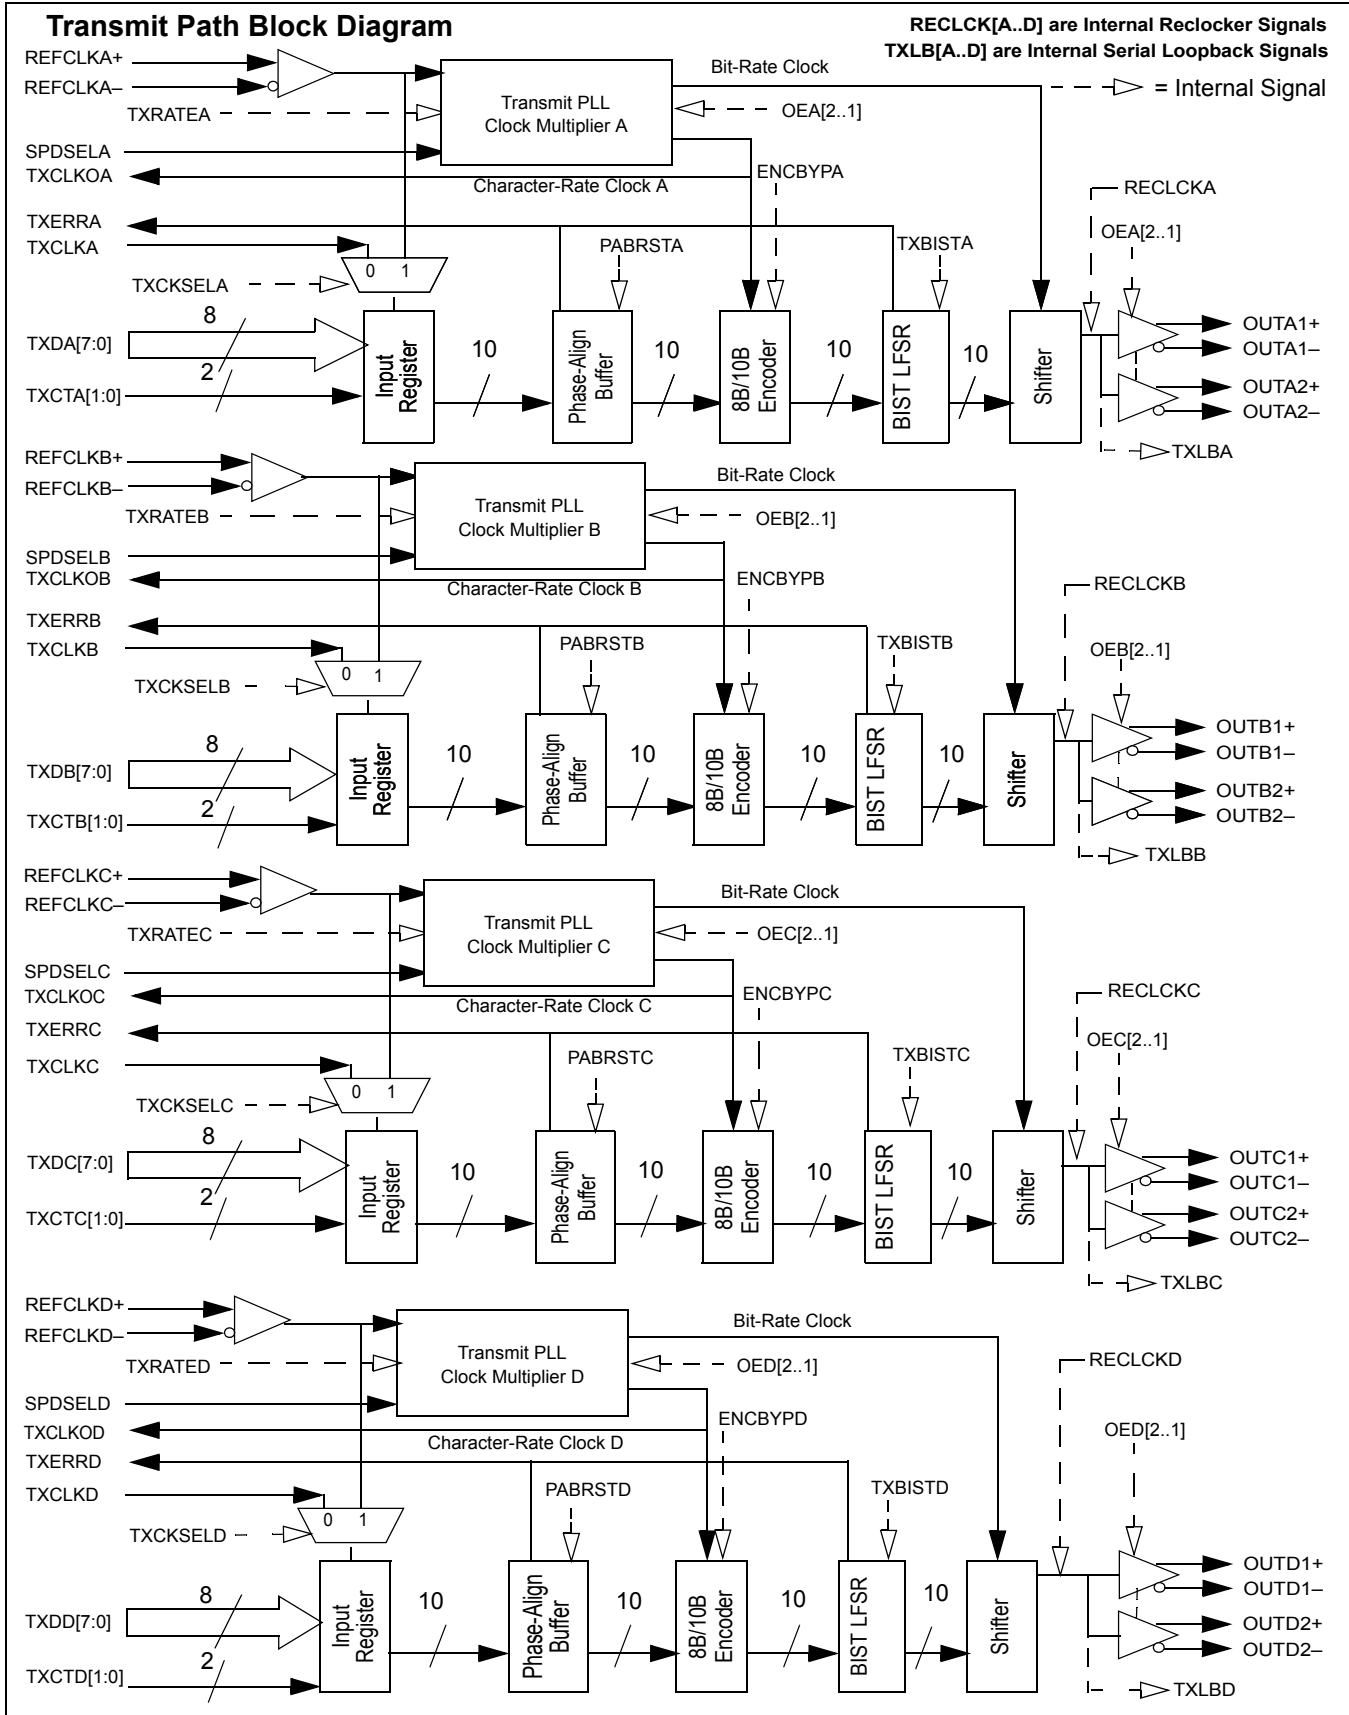 Transmit Path Block Diagram
RECLCK[A..D] are Internal Reclocker Signals
TXLB[A..D] are Internal Serial Loopback Signals
= Internal Signal
REFCLKA+
REFCLKA–
TXRATEA
SPDSELA
TXCLKOA
TXERRA
TXCLKA
TXCKSELA
0 1
Transmit PLL
Clock Multiplier A
Bit-Rate Clock
OEA[2..1]
Character-Rate Clock A
ENCBYPA
PABRSTA
TXBISTA
RECLCKA
OEA[2..1]
TXDA[7:0]
8
2
TXCTA[1:0]
Input
Register
10
Phase-Align
Buffer
10
8B/10B
Encoder
10
BIST LFSR
10
Shifter
OUTA1+
OUTA1–
OUTA2+
OUTA2–
TXLBA
REFCLKB+
REFCLKB–
TXRATEB
SPDSELB
TXCLKOB
TXERRB
TXCLKB
TXCKSELB
0 1
Transmit PLL
Clock Multiplier B
Bit-Rate Clock
OEB[2..1]
Character-Rate Clock B
ENCBYPB
PABRSTB
TXBISTB
RECLCKB
OEB[2..1]
TXDB[7:0]
8
2
TXCTB[1:0]
Input
Register
10
Phase-Align
Buffer
10
8B/10B
Encoder
10
BIST LFSR
10
Shifter
OUTB1+
OUTB1–
OUTB2+
OUTB2–
TXLBB
REFCLKC+
REFCLKC–
TXRATEC
SPDSELC
TXCLKOC
TXERRC
TXCLKC
TXCKSELC
0 1
Transmit PLL
Clock Multiplier C
Bit-Rate Clock
OEC[2..1]
Character-Rate Clock C
ENCBYPC
PABRSTC
TXBISTC
RECLCKC
OEC[2..1]
TXDC[7:0]
8
2
TXCTC[1:0]
Input
Register
10
Phase-Align
Buffer
10
8B/10B
Encoder
10
BIST LFSR
10
Shifter
OUTC1+
OUTC1–
OUTC2+
OUTC2–
TXLBC
REFCLKD+
REFCLKD–
TXRATED
SPDSELD
TXCLKOD
TXERRD
TXCLKD
TXCKSELD
0 1
Transmit PLL
Clock Multiplier D
Bit-Rate Clock
OED[2..1]
Character-Rate Clock D
ENCBYPD
PABRSTD
TXBISTD
RECLCKD
OED[2..1]
TXDD[7:0]
8
2
TXCTD[1:0]
Input
Register
10
Phase-Align
Buffer
10
8B/10B
Encoder
10
BIST LFSR
10
Shifter
OUTD1+
OUTD1–
OUTD2+
OUTD2–
TXLBD